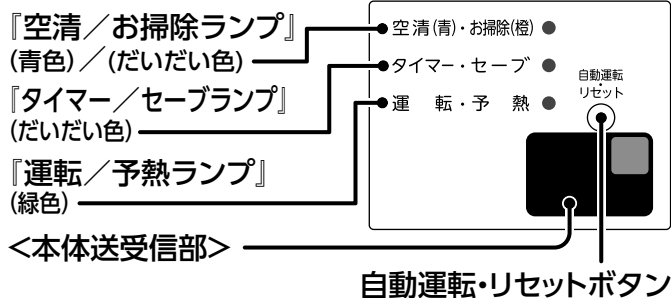 『空清／お掃除ランプ』
(青色)／(だいだい色)
『タイマー／セーブランプ』
(だいだい色)
『運転／予熱ランプ』
(緑色)
<本体送受信部>
空清(青)・お掃除(橙)
タイマー・セーブ
運 転・予 熱
自動運転
リセット
自動運転・リセットボタン